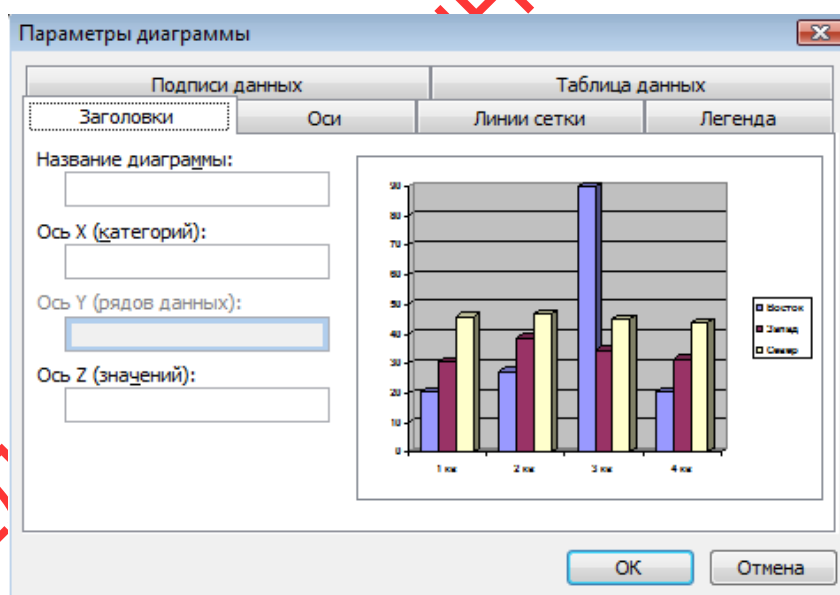 Параметры диаграммы
Подписи данных
Таблица данных
Заголовки
Оси
Линии сетки
Легенда
Название диаграммы:
Ось X (категорий):
Ось Y (рядов данных):
Ось Z (значений):
90
80
70
60
50
40
30
20
10
0
1 кв
2 кв
3 кв
4 кв
Восток
Запад
Север
ОК
Отмена